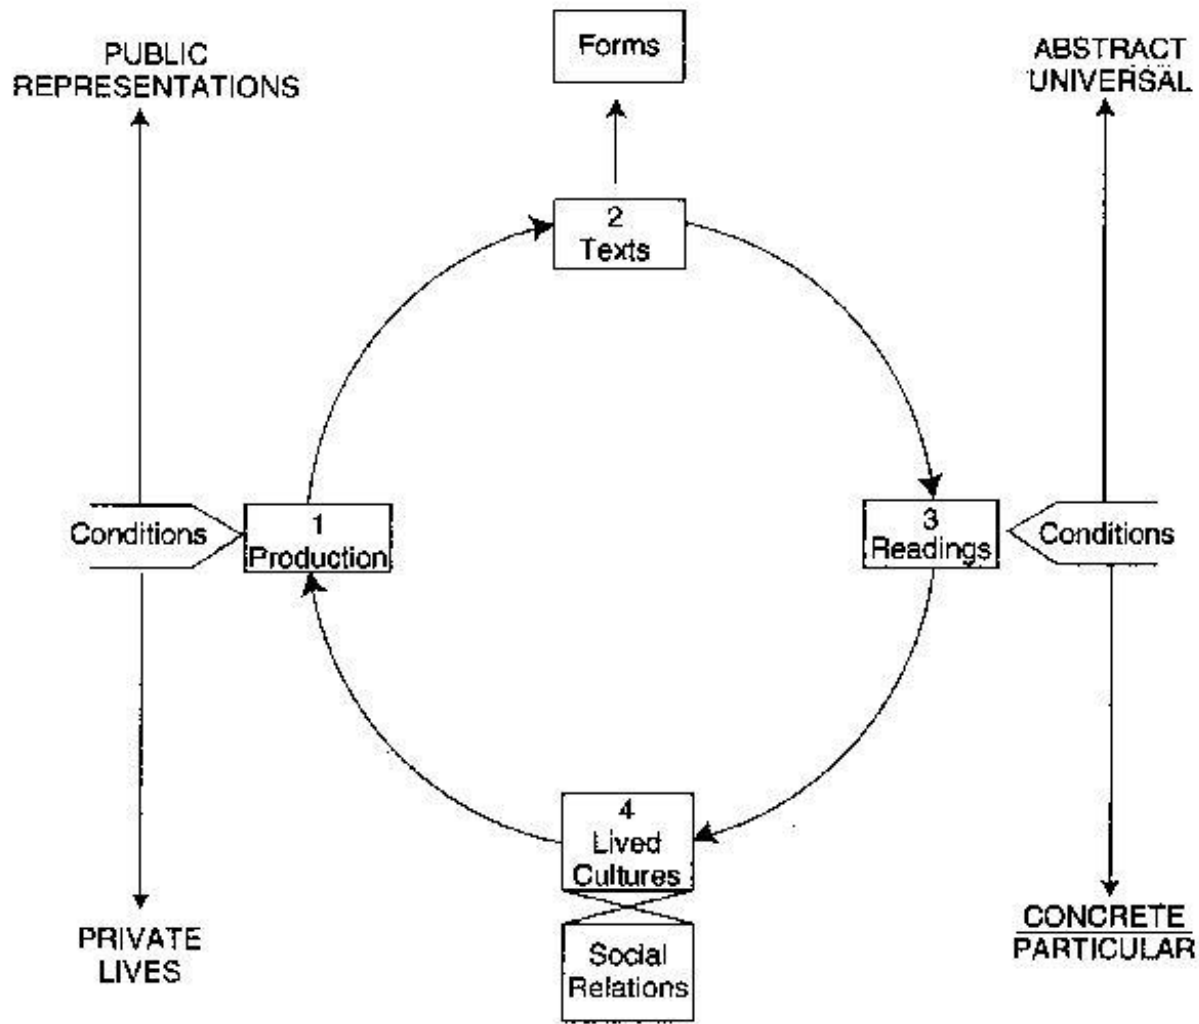 PUBLIC
REPRESENTATIONS
Forms
ABSTRACT
UNIVERSAL
2
Texts
Conditions
1
Production
3
Readings
Conditions
4
Lived
Cultures
PRIVATE
LIVES
Social
Relations
CONCRETE
PARTICULAR